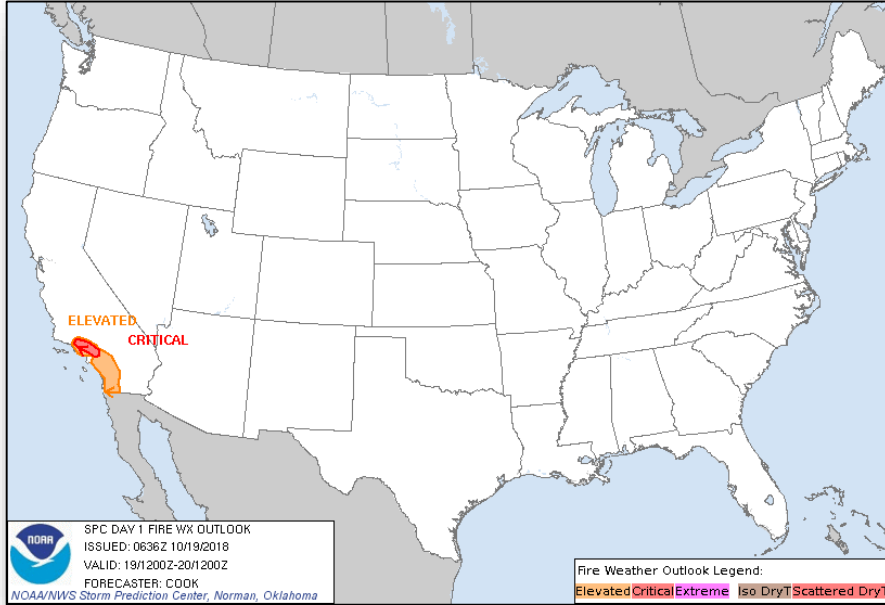 ELEVATED
CRITICAL
NOAA
SPC DAY 1 FIRE WX OUTLOOK
ISSUED: 0636Z 10/19/2018
VALID: 19/1200Z-20/1200Z
FORECASTER: COOK
NOAA/NWS Storm Prediction Center, Norman, Oklahoma
Fire Weather Outlook Legend:
Elevated Critical Extreme Iso DryT Scattered DryT